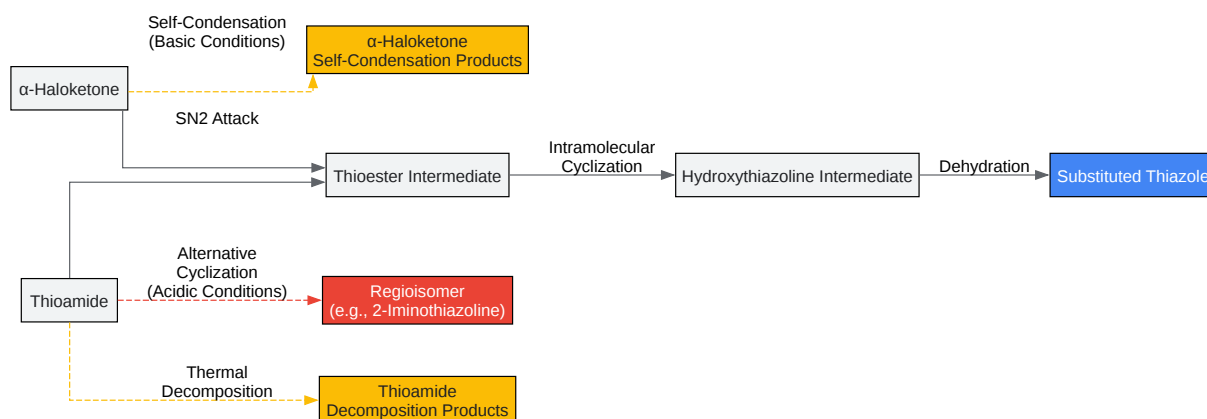 Self-Condensation
(Basic Conditions)
α-Haloketone
Self-Condensation Products
α-Haloketone
SN2 Attack
Thioester Intermediate
Intramolecular
Cyclization
Hydroxythiazoline Intermediate
Dehydration
Substituted Thiazole
Alternative
Cyclization
(Acidic Conditions)
Thioamide
Regioisomer
(e.g., 2-Iminothiazoline)
Thermal
Decomposition
Thioamide
Decomposition Products